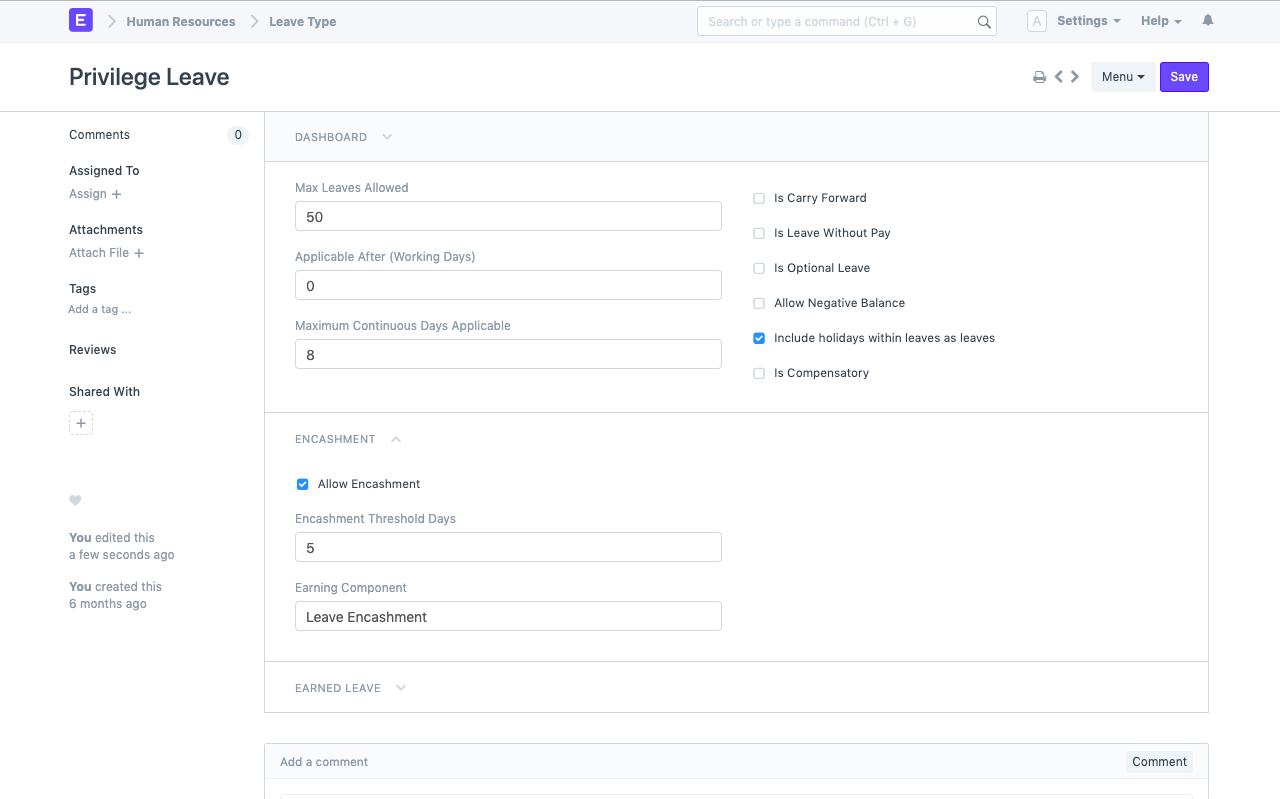 E Human Resources Leave Type Search or type a command (Ctrl + G) A Settings Help
Privilege Leave Menu Save
Comments 0
Assigned To
Assign +
Attachments
Attach File +
Tags
Add a tag ...
Reviews
Shared With
+
You edited this
a few seconds ago
You created this
6 months ago
DASHBOARD
Max Leaves Allowed
50
Applicable After (Working Days)
0
Maximum Continuous Days Applicable
8
Is Carry Forward
Is Leave Without Pay
Is Optional Leave
Allow Negative Balance
Include holidays within leaves as leaves
Is Compensatory
ENCASHMENT
Allow Encashment
Encashment Threshold Days
5
Earning Component
Leave Encashment
EARNED LEAVE
Add a comment Comment